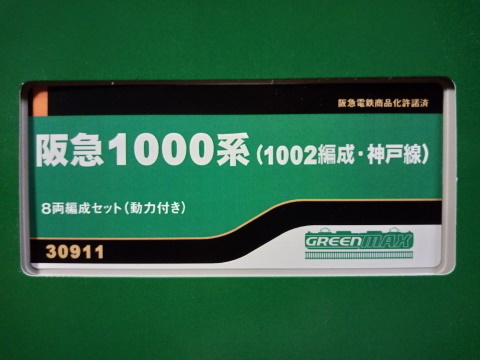 阪急電鉄商品化許諾済
阪急1000系(1002編成・神戸線)
8両編成セット(動力付き)
30911
GREENMAX